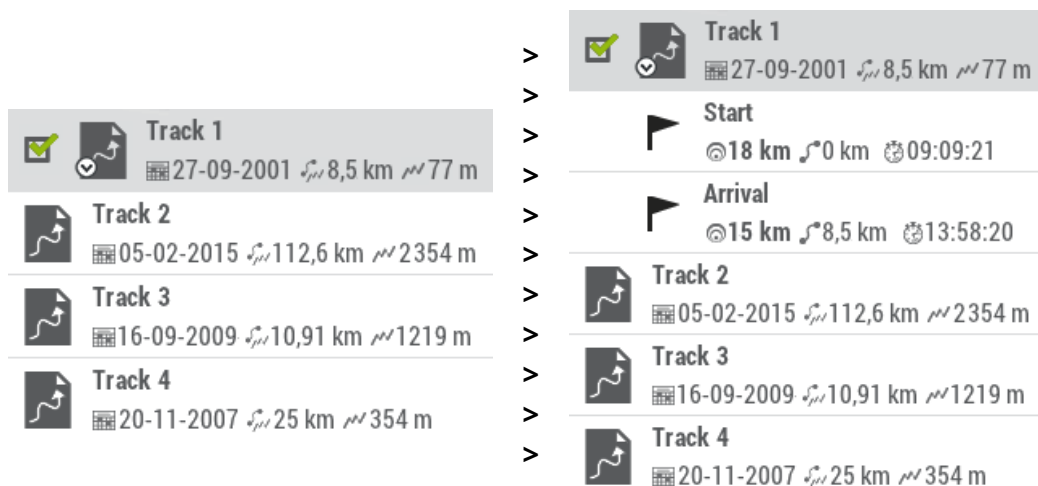 Track 1
27-09-2001 8,5 km 77 m
Track 2
05-02-2015 112,6 km 2354 m
Track 3
16-09-2009 10,91 km 1219 m
Track 4
20-11-2007 25 km 354 m
>
>
>
>
>
>
>
>
>
>
>
Track 1
27-09-2001 8,5 km 77 m
Start
18 km 0 km 09:09:21
Arrival
15 km 8,5 km 13:58:20
Track 2
05-02-2015 112,6 km 2354 m
Track 3
16-09-2009 10,91 km 1219 m
Track 4
20-11-2007 25 km 354 m